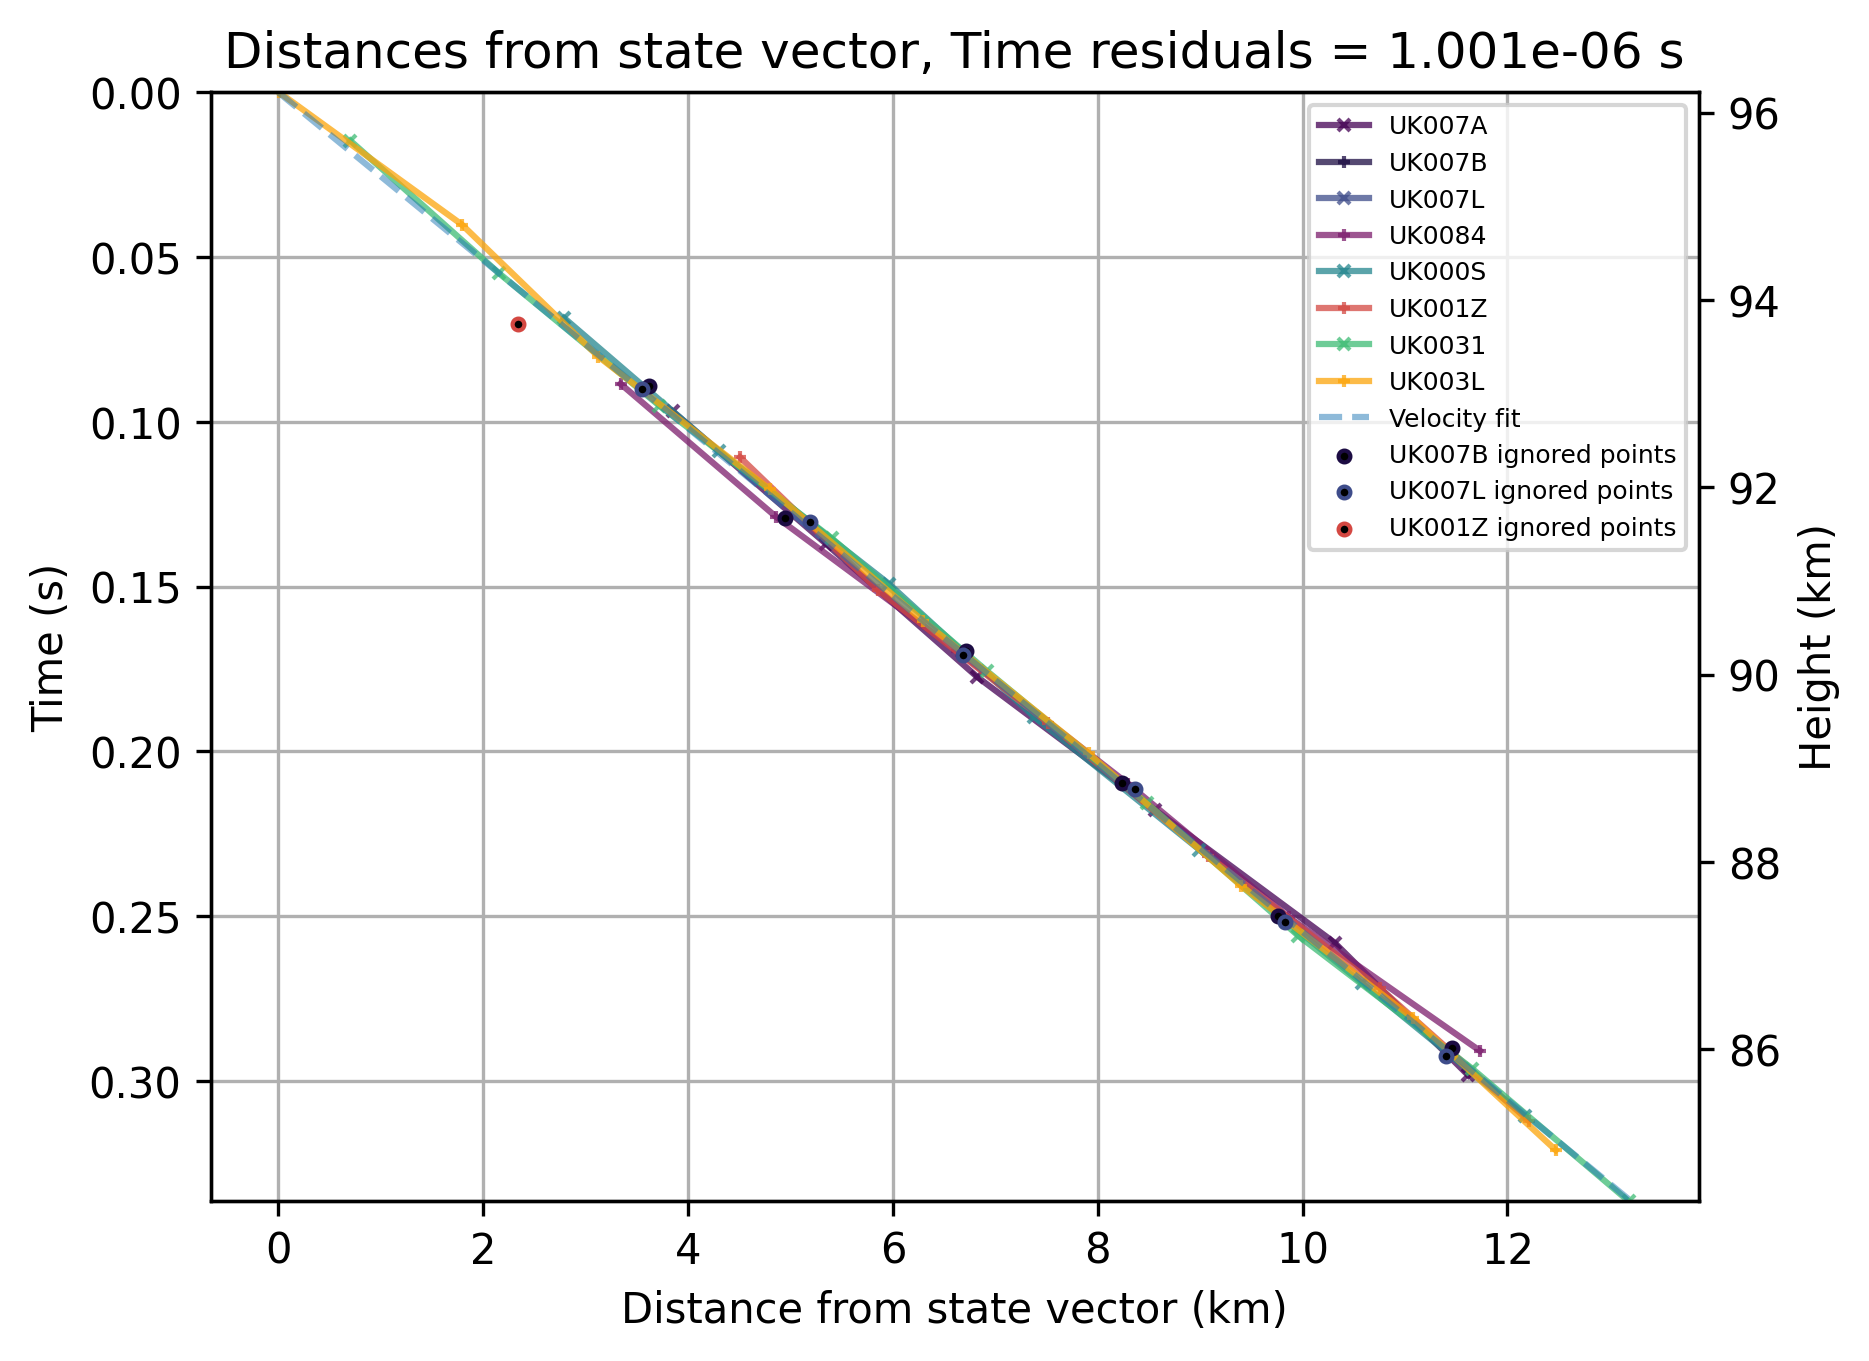 Distances from state vector, Time residuals = 1.001e-06 s
0.00
0.05
0.10
0.15
0.20
0.25
0.30
Time (s)
UK007A
UK007B
UK007L
UK0084
UK000S
UK001Z
UK0031
UK003L
Velocity fit
UK007B ignored points
UK007L ignored points
UK001Z ignored points
96
94
92
90
88
86
Height (km)
0 2 4 6 8 10 12
Distance from state vector (km)